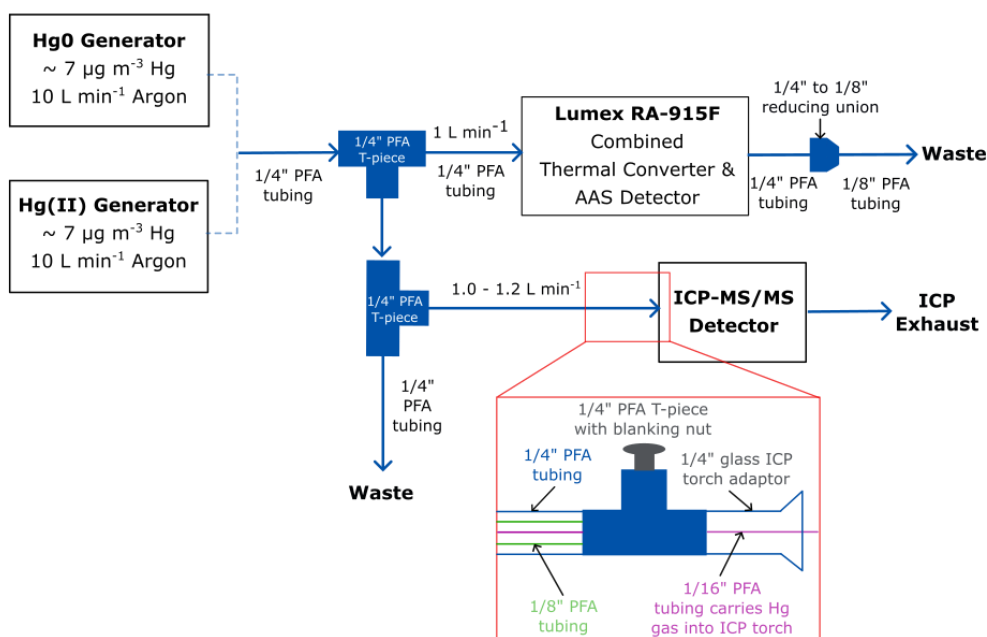 Hg0 Generator
~ 7 µg m⁻³ Hg
10 L min⁻¹ Argon
Hg(II) Generator
~ 7 µg m⁻³ Hg
10 L min⁻¹ Argon
1/4" PFA
tubing
1/4" PFA
T-piece
1 L min⁻¹
1/4" PFA
tubing
Lumex RA-915F
Combined
Thermal Converter &
AAS Detector
1/4" to 1/8"
reducing union
1/4" PFA
tubing
1/8" PFA
tubing
Waste
1/4" PFA
T-piece
1.0 - 1.2 L min⁻¹
ICP-MS/MS
Detector
ICP
Exhaust
1/4"
PFA
tubing
Waste
1/4" PFA T-piece
with blanking nut
1/4" PFA
tubing
1/4" glass ICP
torch adaptor
1/8" PFA
tubing
1/16" PFA
tubing carries Hg
gas into ICP torch